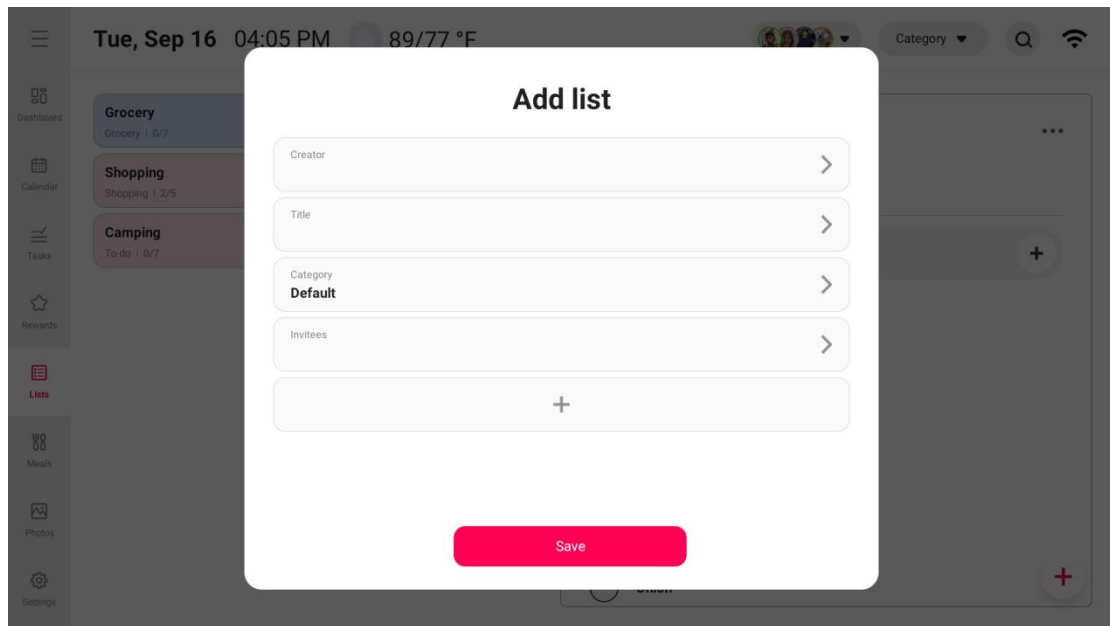 Tue, Sep 16 04:05 PM 89/77 °F
Category
Dashboard
Calendar
Tasks
Rewards
Lists
Meals
Photos
Settings
Grocery
Grocery | 0/7
Shopping
Shopping | 2/5
Camping
To-do | 0/7
Add list
Creator
Title
Category
Default
Invitees
+
Save
+
+